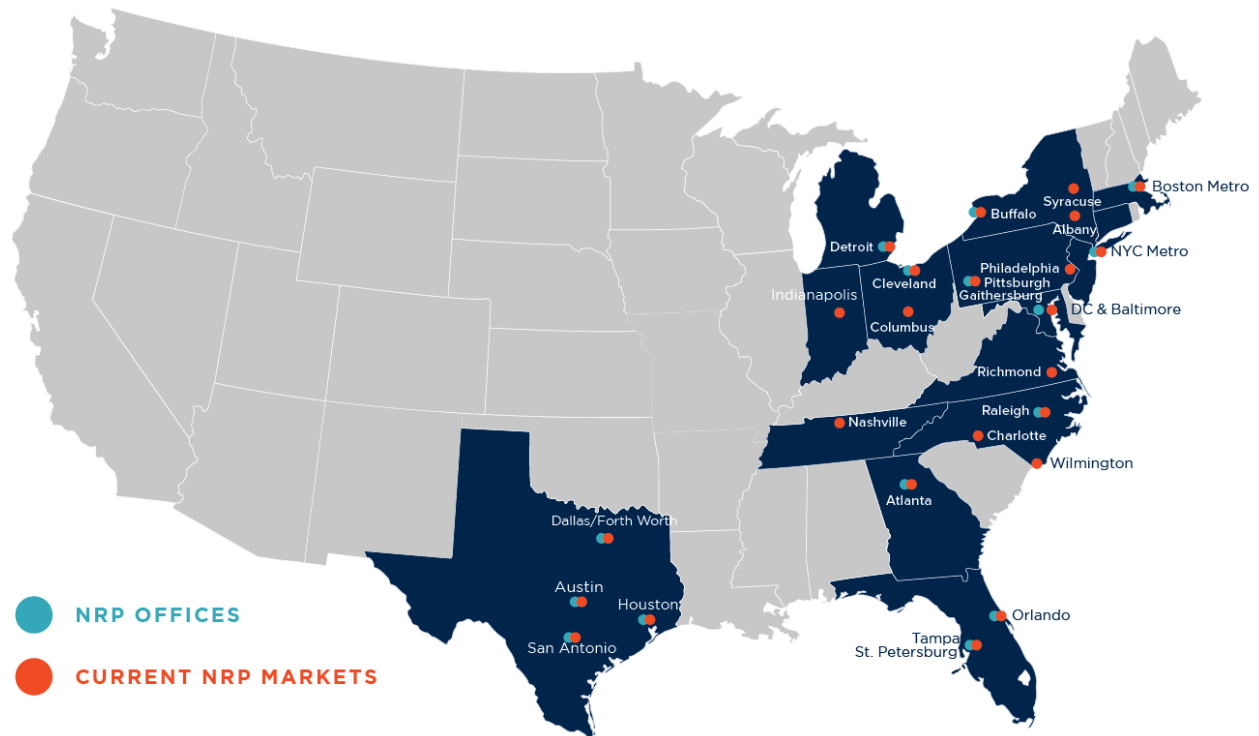 Boston Metro
Syracuse
Buffalo
Albany
Detroit
NYC Metro
Philadelphia
Cleveland
Pittsburgh
Indianapolis
Gaithersburg
DC & Baltimore
Columbus
Richmond
Raleigh
Nashville
Charlotte
Wilmington
Atlanta
Dallas/Forth Worth
Austin
Houston
NRP OFFICES
Orlando
Tampa
St. Petersburg
San Antonio
CURRENT NRP MARKETS